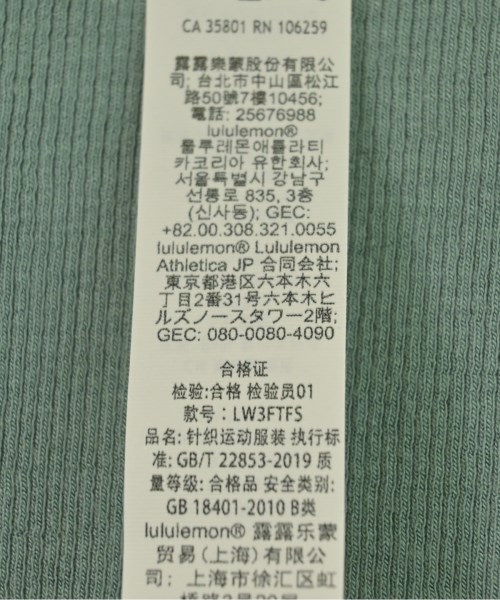 CA 35801 RN 106259
露露樂蒙股份有限公
司; 台北市中山區松江
路50號7樓10456;
電話: 25676988
lululemon®
룰루레몬애틀라티
카코리아 유한회사;
서울특별시 강남구
선릉로 835, 3층
(신사동); GEC:
+82.00.308.321.0055
lululemon® Lululemon
Athletica JP 合同会社;
東京都港区六本木六
丁目2番31号六本木ヒ
ルズノースタワー2階;
GEC: 080-0080-4090
合格证
检验:合格 检验员01
款号: LW3FTFS
品名: 针织运动服装 执行标
准: GB/T 22853-2019 质
量等级: 合格品 安全类别:
GB 18401-2010 B类
lululemon® 露露乐蒙
贸易(上海)有限公
司; 上海市徐汇区虹